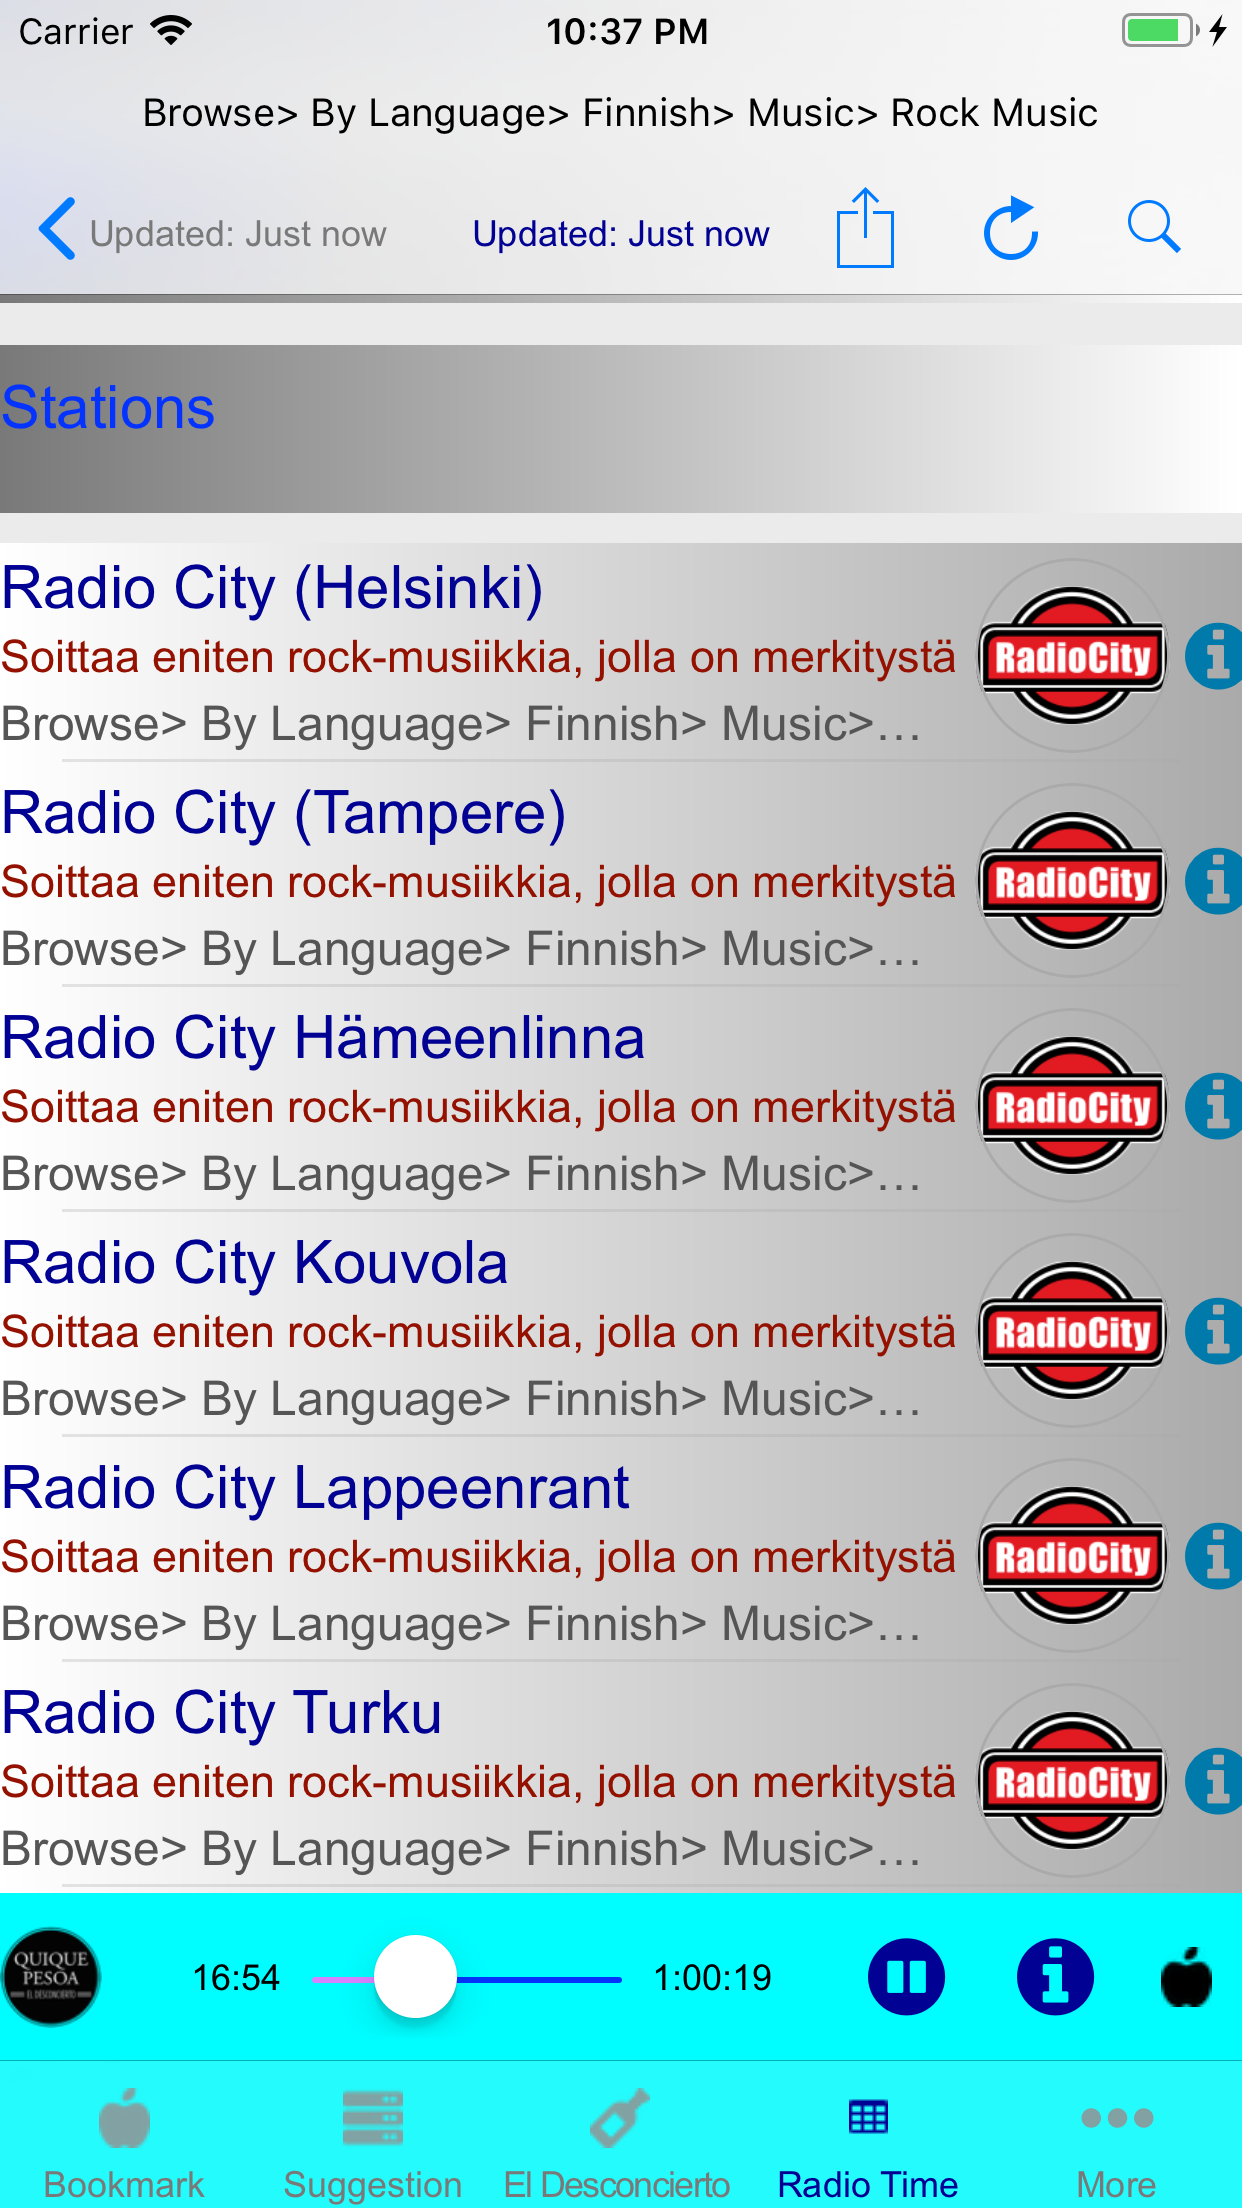 Carrier 10:37 PM
Browse> By Language> Finnish> Music> Rock Music
Updated: Just now Updated: Just now
Stations
Radio City (Helsinki)
Soittaa eniten rock-musiikkia, jolla on merkitystä
Browse> By Language> Finnish> Music>…
RadioCity
Radio City (Tampere)
Soittaa eniten rock-musiikkia, jolla on merkitystä
Browse> By Language> Finnish> Music>…
RadioCity
Radio City Hämeenlinna
Soittaa eniten rock-musiikkia, jolla on merkitystä
Browse> By Language> Finnish> Music>…
RadioCity
Radio City Kouvola
Soittaa eniten rock-musiikkia, jolla on merkitystä
Browse> By Language> Finnish> Music>…
RadioCity
Radio City Lappeenrant
Soittaa eniten rock-musiikkia, jolla on merkitystä
Browse> By Language> Finnish> Music>…
RadioCity
Radio City Turku
Soittaa eniten rock-musiikkia, jolla on merkitystä
Browse> By Language> Finnish> Music>…
RadioCity
QUIQUE
PESOA
EL DESCONCIERTO
16:54 1:00:19
Bookmark Suggestion El Desconcierto Radio Time More